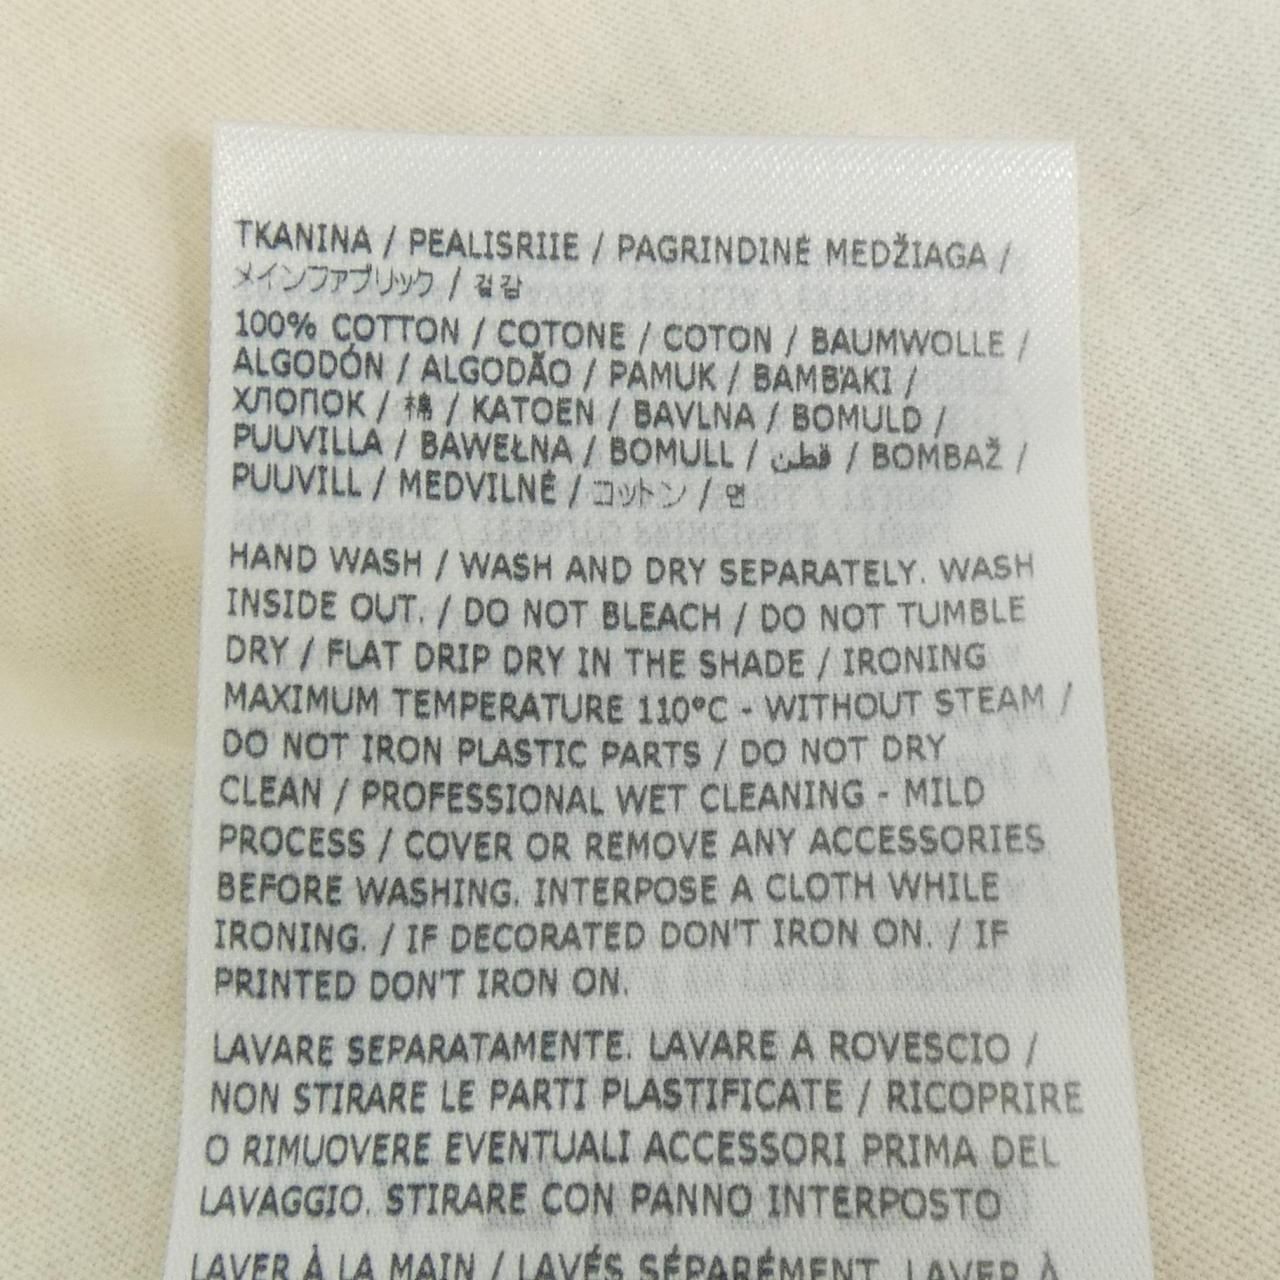 TKANINA / PEALISRIIE / PAGRINDINĖ MEDŽIAGA /
メインファブリック / 겉감
100% COTTON / COTONE / COTON / BAUMWOLLE /
ALGODÓN / ALGODÃO / PAMUK / BAMBAKI /
ХЛОПОК / 棉 / KATOEN / BAVLNA / BOMULD /
PUUVILLA / BAWEŁNA / BOMULL / قطن / BOMBAŽ /
PUUVILL / MEDVILNĖ / コットン / 면
HAND WASH / WASH AND DRY SEPARATELY. WASH
INSIDE OUT. / DO NOT BLEACH / DO NOT TUMBLE
DRY / FLAT DRIP DRY IN THE SHADE / IRONING
MAXIMUM TEMPERATURE 110°C - WITHOUT STEAM /
DO NOT IRON PLASTIC PARTS / DO NOT DRY
CLEAN / PROFESSIONAL WET CLEANING - MILD
PROCESS / COVER OR REMOVE ANY ACCESSORIES
BEFORE WASHING. INTERPOSE A CLOTH WHILE
IRONING. / IF DECORATED DON'T IRON ON. / IF
PRINTED DON'T IRON ON.
LAVARE SEPARATAMENTE. LAVARE A ROVESCIO /
NON STIRARE LE PARTI PLASTIFICATE / RICOPRIRE
O RIMUOVERE EVENTUALI ACCESSORI PRIMA DEL
LAVAGGIO. STIRARE CON PANNO INTERPOSTO
LAVER À LA MAIN / LAVÉS SÉPARÉMENT. LAVER À